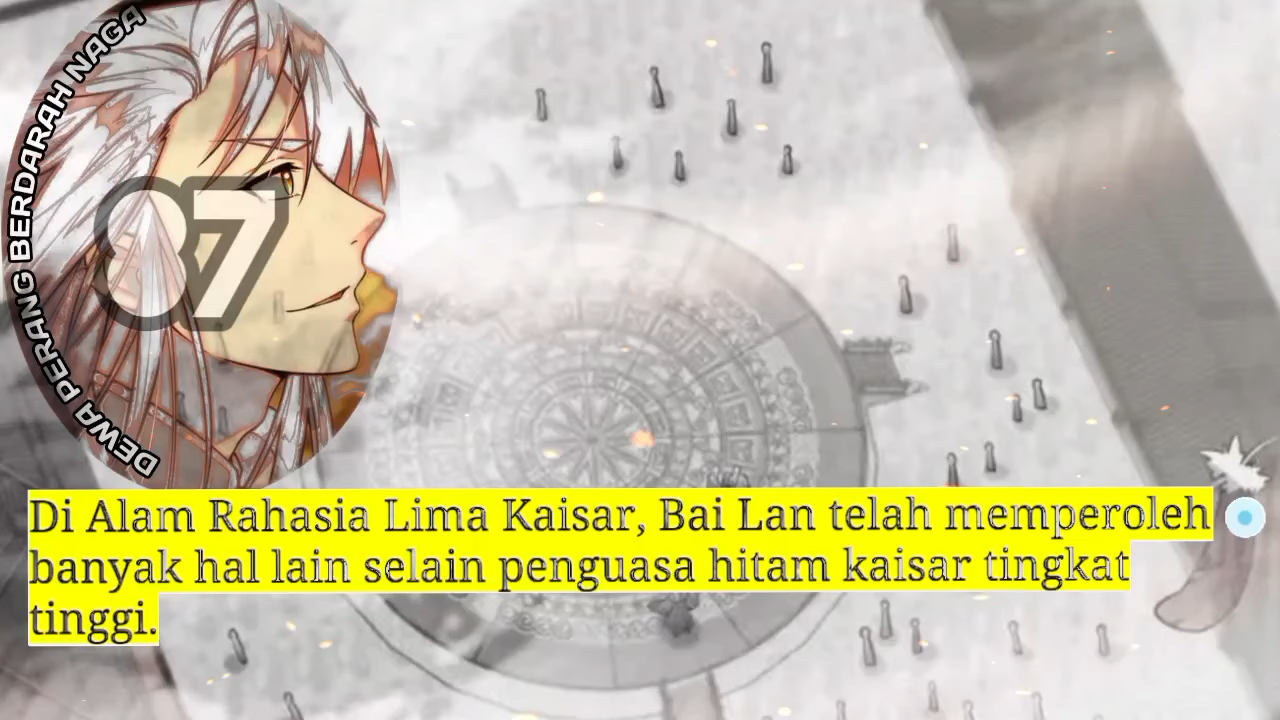 DEWA PERANG BERDARAH NAGA
87
Di Alam Rahasia Lima Kaisar, Bai Lan telah memperoleh
banyak hal lain selain penguasa hitam kaisar tingkat
tinggi.